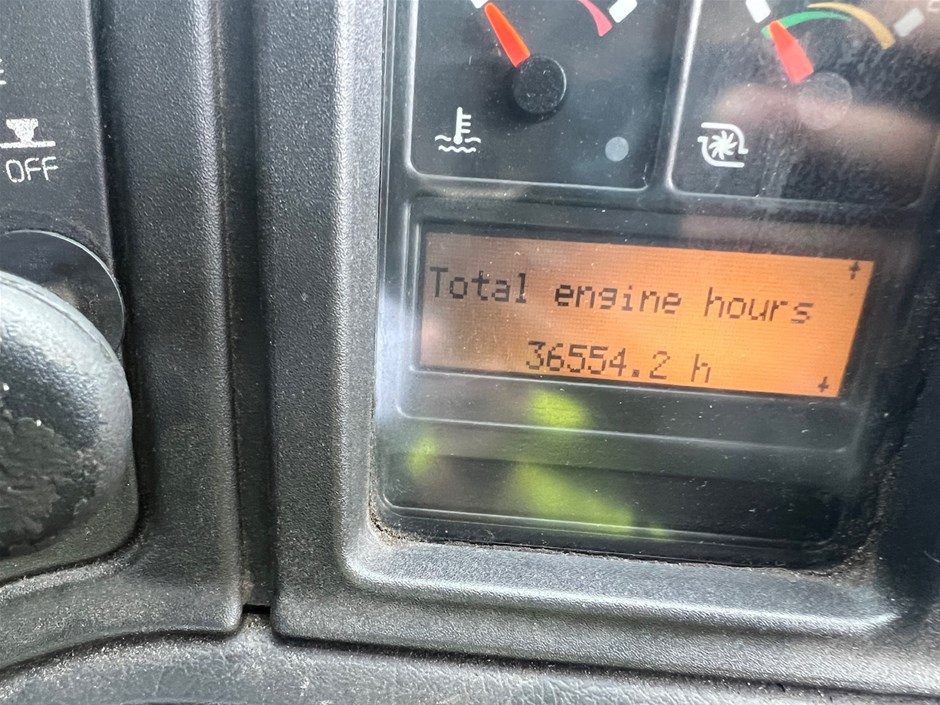 OFF
Total engine hours
36554.2 h